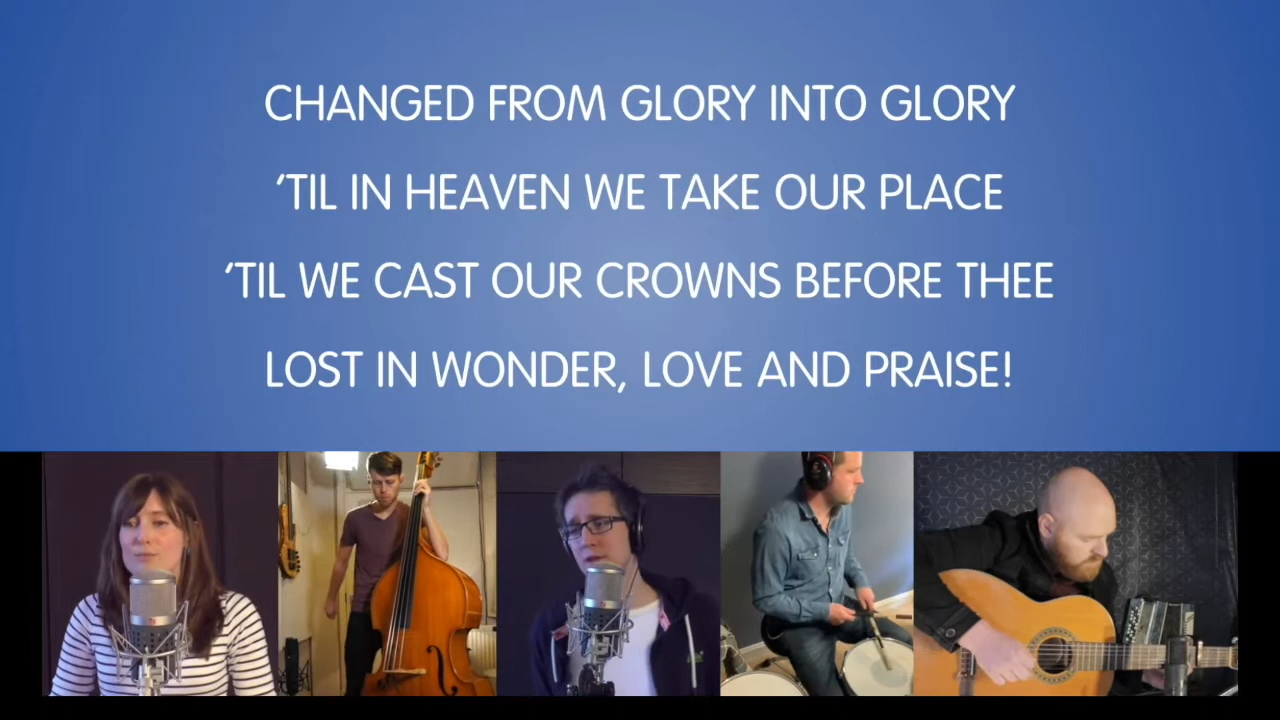 CHANGED FROM GLORY INTO GLORY
‘TIL IN HEAVEN WE TAKE OUR PLACE
‘TIL WE CAST OUR CROWNS BEFORE THEE
LOST IN WONDER, LOVE AND PRAISE!